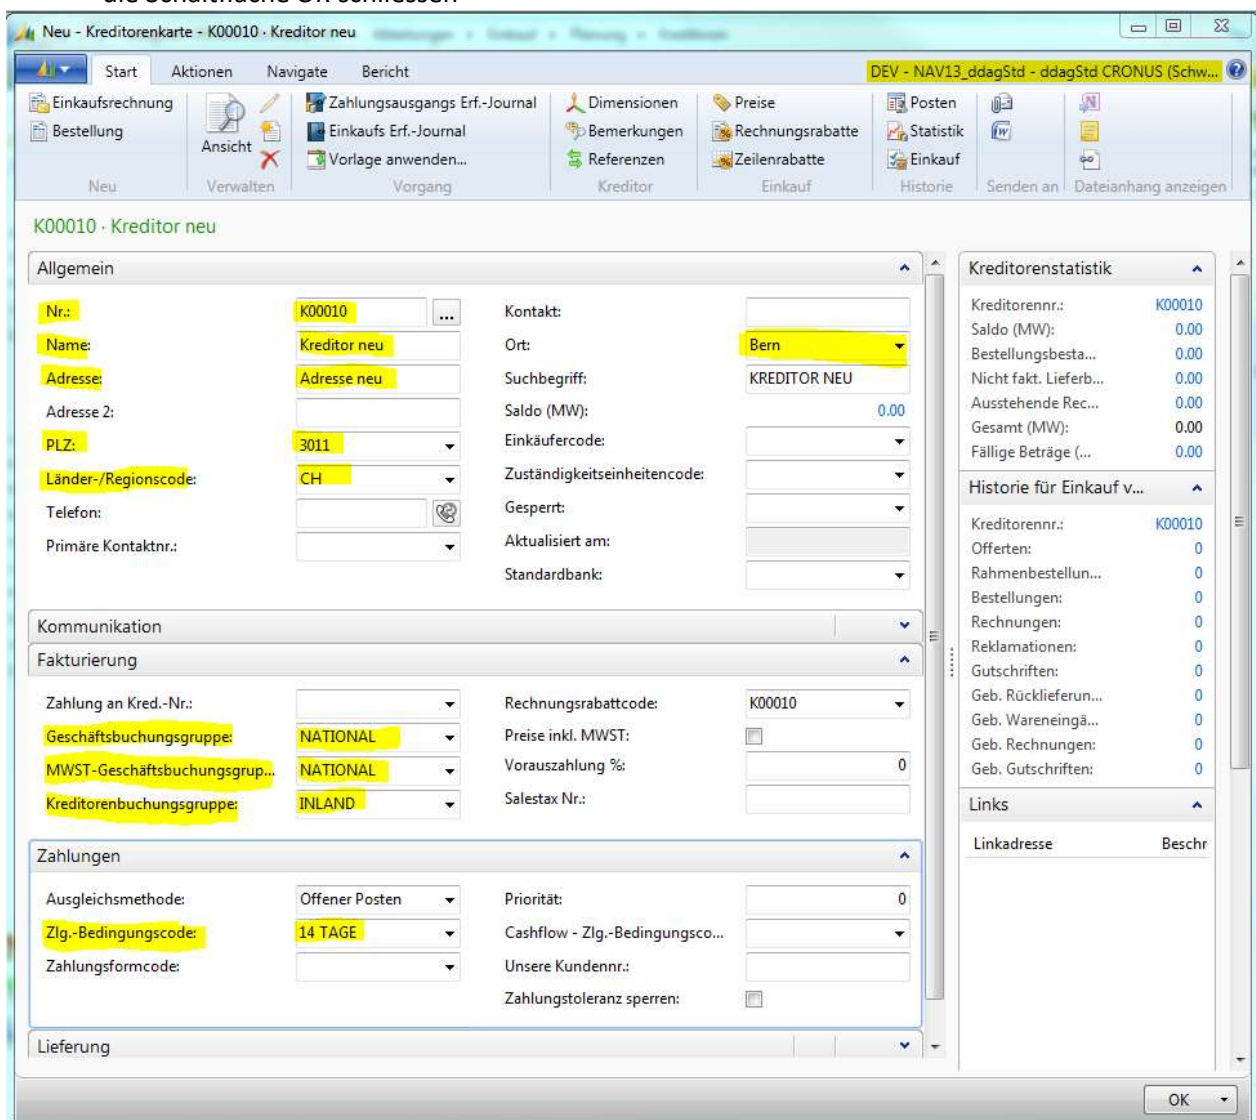 die Schaltfläche OK schliessen
Neu - Kreditorenkarte - K00010 · Kreditor neu
Start Aktionen Navigate Bericht DEV - NAV13_ddagStd - ddagStd CRONUS (Schw...
Einkaufsrechnung Zahlungsausgangs Erf.-Journal Dimensionen Preise Posten
Bestellung Ansicht Einkaufs Erf.-Journal Bemerkungen Rechnungsrabatte Statistik
Vorlage anwenden... Referenzen Zeilenrabatte Einkauf
Neu Verwalten Vorgang Kreditor Einkauf Historie Senden an Dateianhang anzeigen
K00010 · Kreditor neu
Allgemein
Nr.: K00010 ...
Name: Kreditor neu
Adresse: Adresse neu
Adresse 2:
PLZ: 3011
Länder-/Regionscode: CH
Telefon:
Primäre Kontaktnr.:
Kontakt:
Ort: Bern
Suchbegriff: KREDITOR NEU
Saldo (MW): 0.00
Einkäufercode:
Zuständigkeitseinheitencode:
Gesperrt:
Aktualisiert am:
Standardbank:
Kommunikation
Fakturierung
Zahlung an Kred.-Nr.:
Geschäftsbuchungsgruppe: NATIONAL
MWST-Geschäftsbuchungsgrup... NATIONAL
Kreditorenbuchungsgruppe: INLAND
Rechnungsrabattcode: K00010
Preise inkl. MWST:
Vorauszahlung %: 0
Salestax Nr.:
Zahlungen
Ausgleichsmethode: Offener Posten
Zlg.-Bedingungscode: 14 TAGE
Zahlungsformcode:
Priorität: 0
Cashflow - Zlg.-Bedingungsco...
Unsere Kundennr.:
Zahlungstoleranz sperren:
Lieferung
Kreditorenstatistik
Kreditorennr.: K00010
Saldo (MW): 0.00
Bestellungsbesta... 0.00
Nicht fakt. Lieferb... 0.00
Ausstehende Rec... 0.00
Gesamt (MW): 0.00
Fällige Beträge (... 0.00
Historie für Einkauf v...
Kreditorennr.: K00010
Offerten: 0
Rahmenbestellun... 0
Bestellungen: 0
Rechnungen: 0
Reklamationen: 0
Gutschriften: 0
Geb. Rücklieferun... 0
Geb. Wareneingä... 0
Geb. Rechnungen: 0
Geb. Gutschriften: 0
Links
Linkadresse Beschr
OK